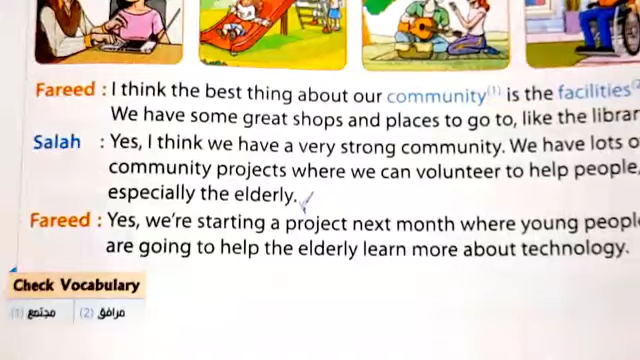 Fareed : I think the best thing about our community(1) is the facilities(2
We have some great shops and places to go to, like the librar
Salah : Yes, I think we have a very strong community. We have lots o
community projects where we can volunteer to help people,
especially the elderly.
Fareed : Yes, we're starting a project next month where young peopl
are going to help the elderly learn more about technology.
Check Vocabulary
(1) مجتمع (2) مرافق